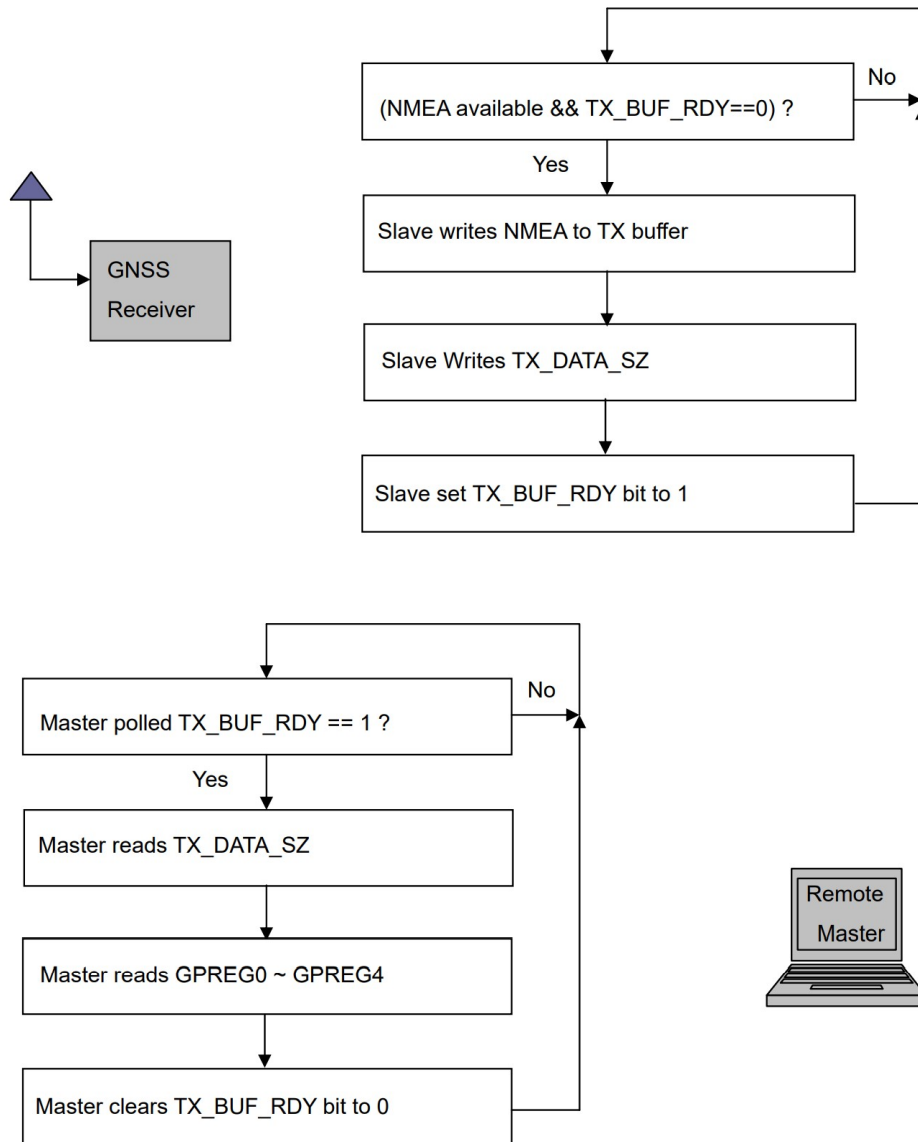 No
(NMEA available && TX_BUF_RDY==0) ?
Yes
Slave writes NMEA to TX buffer
GNSS
Receiver
Slave Writes TX_DATA_SZ
Slave set TX_BUF_RDY bit to 1
No
Master polled TX_BUF_RDY == 1 ?
Yes
Master reads TX_DATA_SZ
Remote
Master
Master reads GPREG0 ~ GPREG4
Master clears TX_BUF_RDY bit to 0